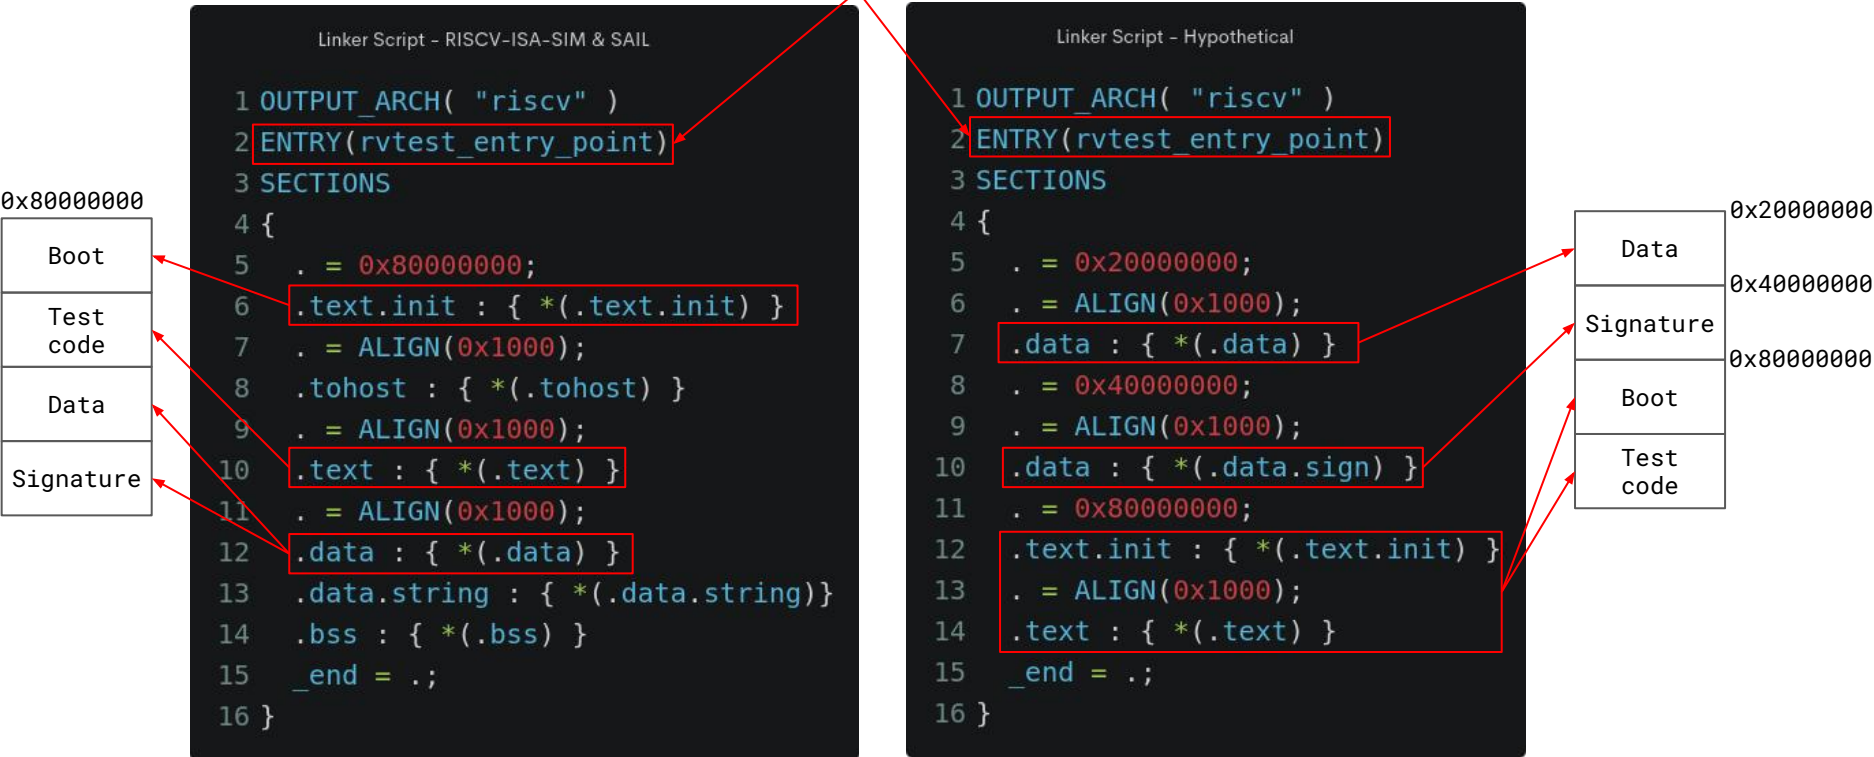 0x80000000
Boot
Test
code
Data
Signature
Linker Script - RISCV-ISA-SIM & SAIL
1 OUTPUT_ARCH( "riscv" )
2 ENTRY(rvtest_entry_point)
3 SECTIONS
4 {
5   . = 0x80000000;
6   .text.init : { *(.text.init) }
7   . = ALIGN(0x1000);
8   .tohost : { *(.tohost) }
9   . = ALIGN(0x1000);
10   .text : { *(.text) }
11   . = ALIGN(0x1000);
12   .data : { *(.data) }
13   .data.string : { *(.data.string)}
14   .bss : { *(.bss) }
15   _end = .;
16 }
Linker Script - Hypothetical
1 OUTPUT_ARCH( "riscv" )
2 ENTRY(rvtest_entry_point)
3 SECTIONS
4 {
5   . = 0x20000000;
6   . = ALIGN(0x1000);
7   .data : { *(.data) }
8   . = 0x40000000;
9   . = ALIGN(0x1000);
10   .data : { *(.data.sign) }
11   . = 0x80000000;
12   .text.init : { *(.text.init) }
13   . = ALIGN(0x1000);
14   .text : { *(.text) }
15   _end = .;
16 }
0x20000000
Data
0x40000000
Signature
0x80000000
Boot
Test
code